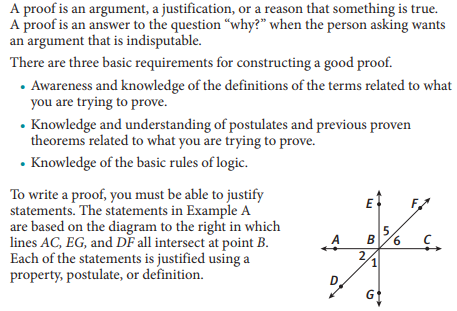 A proof is an argument, a justification, or a reason that something is true.
A proof is an answer to the question “why?” when the person asking wants
an argument that is indisputable.
There are three basic requirements for constructing a good proof.
• Awareness and knowledge of the definitions of the terms related to what
you are trying to prove.
• Knowledge and understanding of postulates and previous proven
theorems related to what you are trying to prove.
• Knowledge of the basic rules of logic.
To write a proof, you must be able to justify
statements. The statements in Example A
are based on the diagram to the right in which
lines AC, EG, and DF all intersect at point B.
Each of the statements is justified using a
property, postulate, or definition.
E F
5
A B 6 C
2 1
D
G